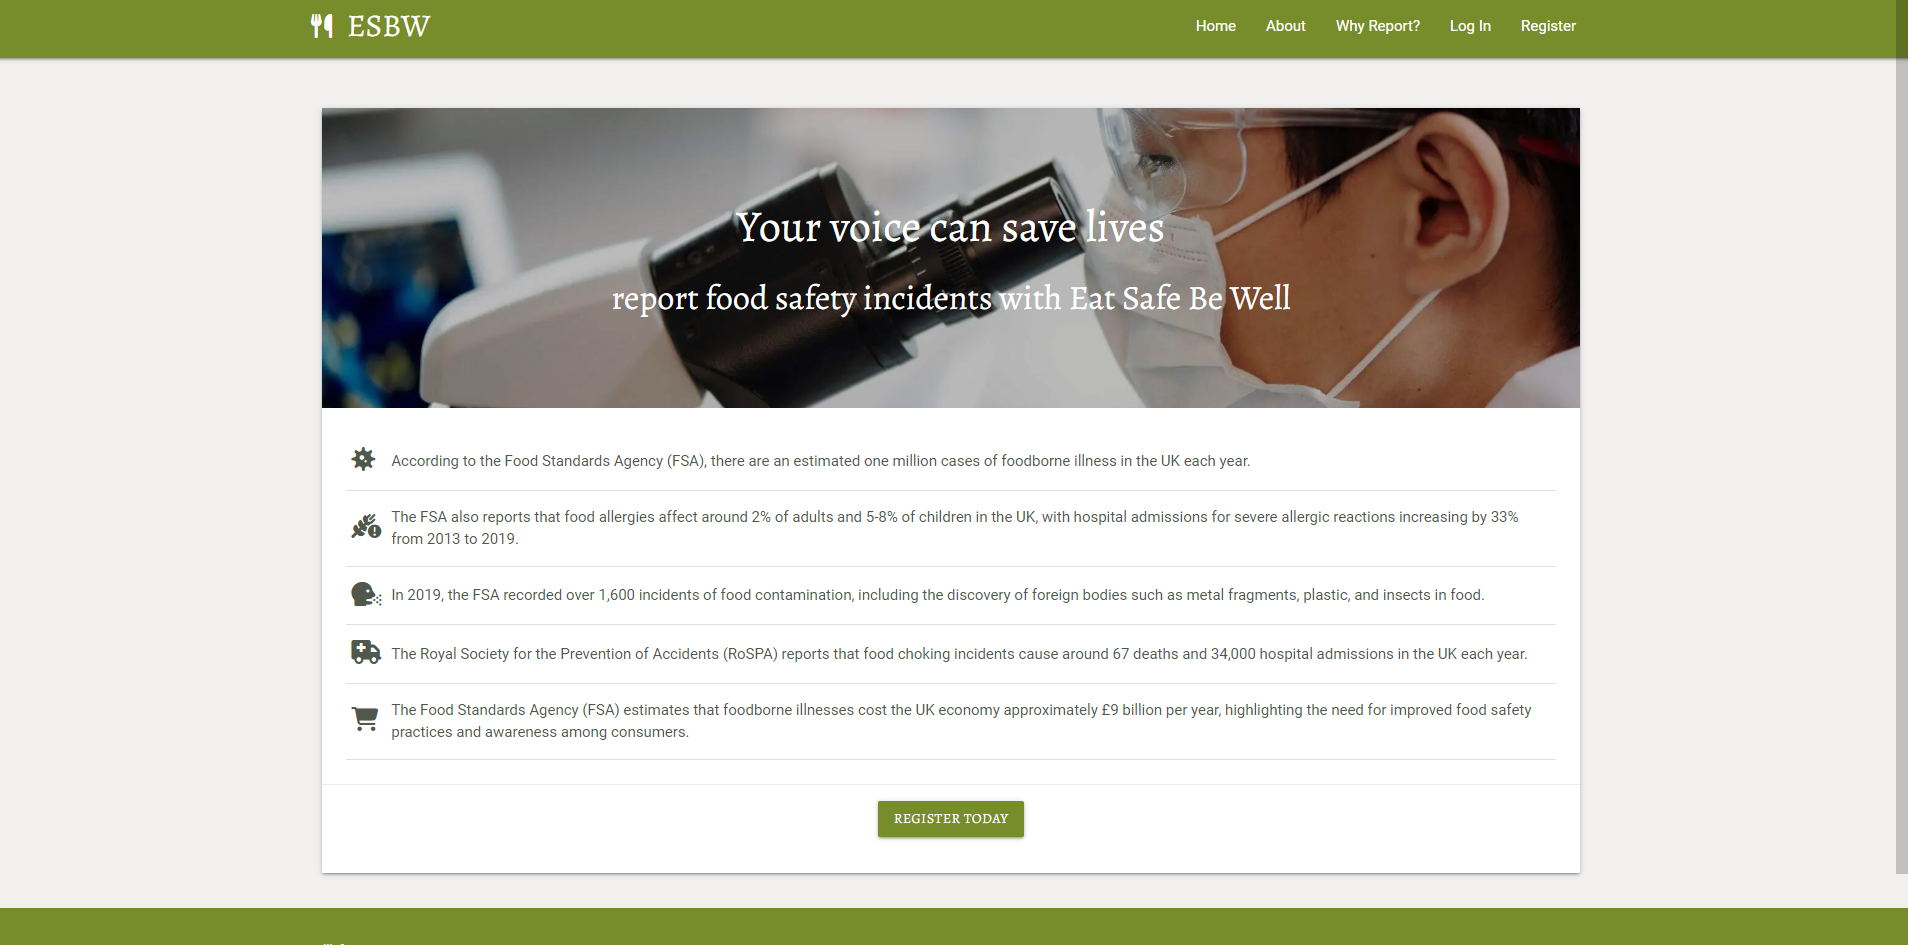 ESBW
Home About Why Report? Log In Register
Your voice can save lives
report food safety incidents with Eat Safe Be Well
According to the Food Standards Agency (FSA), there are an estimated one million cases of foodborne illness in the UK each year.
The FSA also reports that food allergies affect around 2% of adults and 5-8% of children in the UK, with hospital admissions for severe allergic reactions increasing by 33%
from 2013 to 2019.
In 2019, the FSA recorded over 1,600 incidents of food contamination, including the discovery of foreign bodies such as metal fragments, plastic, and insects in food.
The Royal Society for the Prevention of Accidents (RoSPA) reports that food choking incidents cause around 67 deaths and 34,000 hospital admissions in the UK each year.
The Food Standards Agency (FSA) estimates that foodborne illnesses cost the UK economy approximately £9 billion per year, highlighting the need for improved food safety
practices and awareness among consumers.
REGISTER TODAY